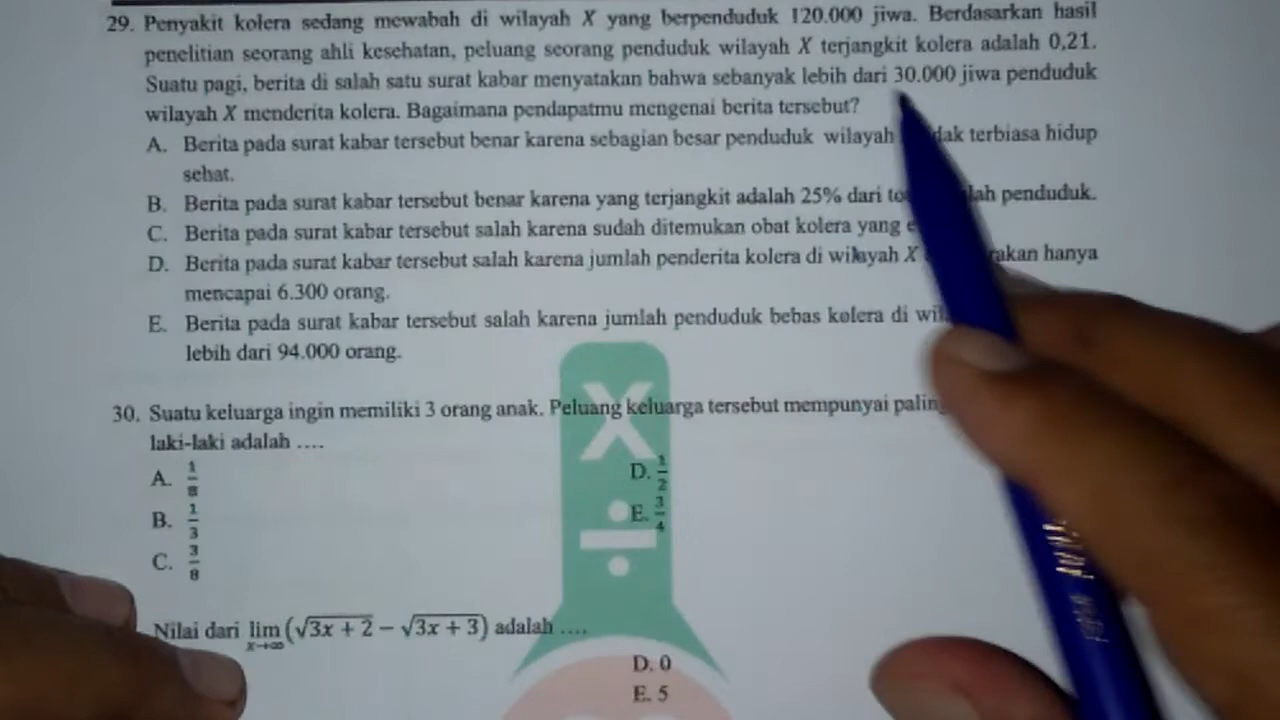 29. Penyakit kolera sedang mewabah di wilayah X yang berpenduduk 120.000 jiwa. Berdasarkan hasil
penelitian seorang ahli kesehatan, peluang seorang penduduk wilayah X terjangkit kolera adalah 0,21.
Suatu pagi, berita di salah satu surat kabar menyatakan bahwa sebanyak lebih dari 30.000 jiwa penduduk
wilayah X menderita kolera. Bagaimana pendapatmu mengenai berita tersebut?
A. Berita pada surat kabar tersebut benar karena sebagian besar penduduk wilayah terbiasa hidup
sehat.
B. Berita pada surat kabar tersebut benar karena yang terjangkit adalah 25% dari penduduk.
C. Berita pada surat kabar tersebut salah karena sudah ditemukan obat kolera yang
D. Berita pada surat kabar tersebut salah karena jumlah penderita kolera di wilayah X hanya
mencapai 6.300 orang.
E. Berita pada surat kabar tersebut salah karena jumlah penduduk bebas kolera di
lebih dari 94.000 orang.
30. Suatu keluarga ingin memiliki 3 orang anak. Peluang keluarga tersebut mempunyai
laki-laki adalah ....
A. 1/8
D. 1/2
B. 1/3
E. 3/4
C. 3/8
Nilai dari lim x→∞ (√3x + 2 − √3x + 3) adalah ....
D. 0
E. 5